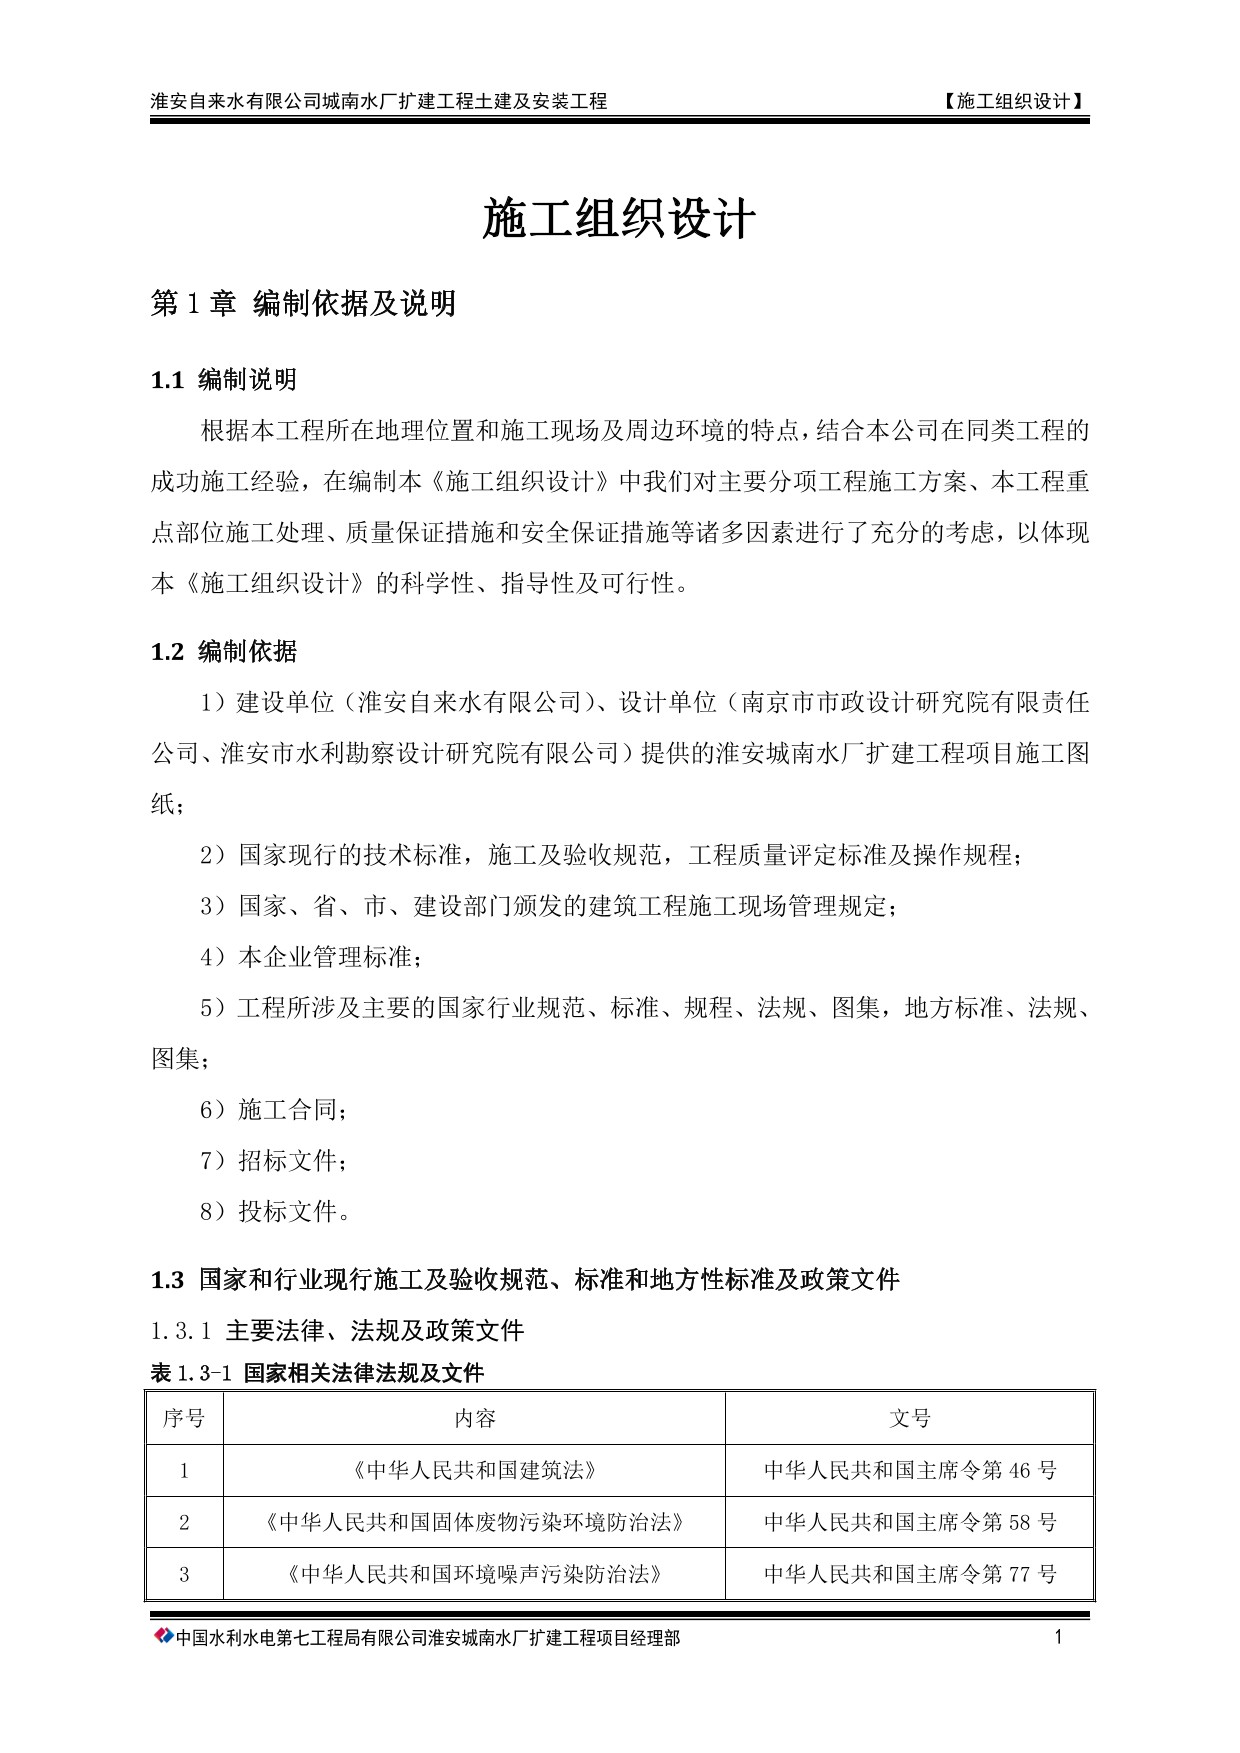 淮安自来水有限公司城南水厂扩建工程土建及安装工程 【施工组织设计】
施工组织设计
第1章 编制依据及说明
1.1 编制说明
根据本工程所在地理位置和施工现场及周边环境的特点，结合本公司在同类工程的
成功施工经验，在编制本《施工组织设计》中我们对主要分项工程施工方案、本工程重
点部位施工处理、质量保证措施和安全保证措施等诸多因素进行了充分的考虑，以体现
本《施工组织设计》的科学性、指导性及可行性。
1.2 编制依据
1）建设单位（淮安自来水有限公司）、设计单位（南京市市政设计研究院有限责任
公司、淮安市水利勘察设计研究院有限公司）提供的淮安城南水厂扩建工程项目施工图
纸；
2）国家现行的技术标准，施工及验收规范，工程质量评定标准及操作规程；
3）国家、省、市、建设部门颁发的建筑工程施工现场管理规定；
4）本企业管理标准；
5）工程所涉及主要的国家行业规范、标准、规程、法规、图集，地方标准、法规、
图集；
6）施工合同；
7）招标文件；
8）投标文件。
1.3 国家和行业现行施工及验收规范、标准和地方性标准及政策文件
1.3.1 主要法律、法规及政策文件
表1.3-1 国家相关法律法规及文件
序号 内容 文号
1 《中华人民共和国建筑法》 中华人民共和国主席令第46号
2 《中华人民共和国固体废物污染环境防治法》 中华人民共和国主席令第58号
3 《中华人民共和国环境噪声污染防治法》 中华人民共和国主席令第77号
中国水利水电第七工程局有限公司淮安城南水厂扩建工程项目经理部 1